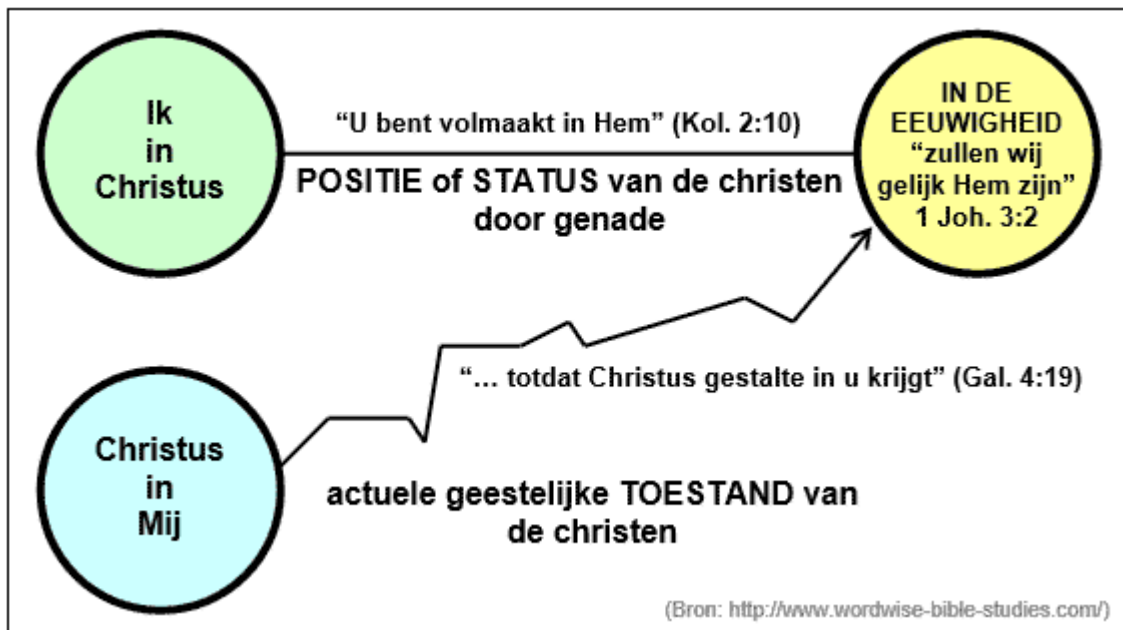 Ik
in
Christus
“U bent volmaakt in Hem” (Kol. 2:10)
POSITIE of STATUS van de christen
door genade
IN DE
EEUWIGHEID
“zullen wij
gelijk Hem zijn”
1 Joh. 3:2
“... totdat Christus gestalte in u krijgt” (Gal. 4:19)
Christus
in
Mij
actuele geestelijke TOESTAND van
de christen
(Bron: http://www.wordwise-bible-studies.com/)